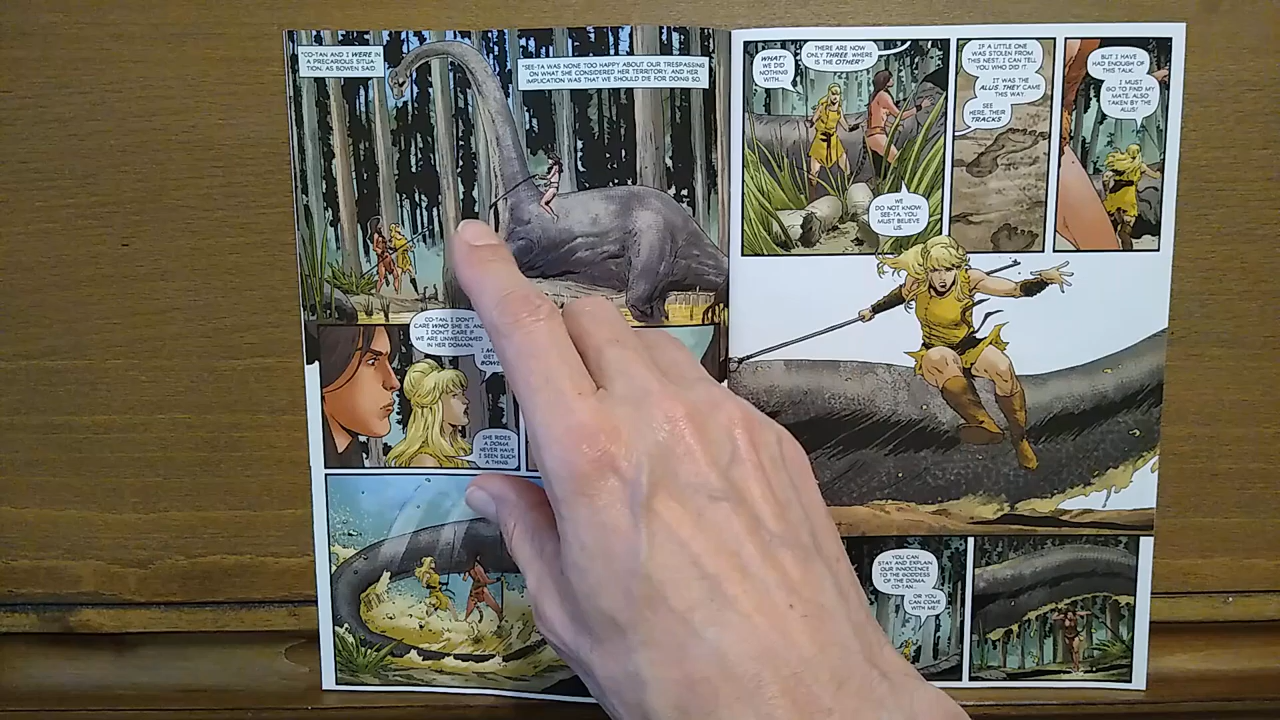 "CO-TAN AND I WERE IN
A PRECARIOUS SITUA-
TION, AS BOWEN SAID.
"SEE-TA WAS NONE TOO HAPPY ABOUT OUR TRESPASSING
ON WHAT SHE CONSIDERED HER TERRITORY, AND HER
IMPLICATION WAS THAT WE SHOULD DIE FOR DOING SO.
CO-TAN, I DON'T
CARE WHO SHE IS, AND
I DON'T CARE IF
WE ARE UNWELCOMED
IN HER DOMAIN.
GET
SHE RIDES
A DOMA.
NEVER HAVE
I SEEN SUCH
A THING.
WHAT?
WE DID
NOTHING
WITH...
THERE ARE NOW
ONLY THREE. WHERE
IS THE OTHER?
WE
DO NOT KNOW,
SEE-TA. YOU
MUST BELIEVE
US.
IF A LITTLE ONE
WAS STOLEN FROM
THIS NEST, I CAN TELL
YOU WHO DID IT.
IT WAS THE
ALUS. THEY CAME
THIS WAY.
SEE
HERE. THEIR
TRACKS.
BUT I HAVE
HAD ENOUGH OF
THIS TALK.
I MUST
GO TO FIND MY
MATE, ALSO
TAKEN BY THE
ALUS!
YOU CAN
STAY AND EXPLAIN
OUR INNOCENCE
TO THE GODDESS
OF THE DOMA,
CO-TAN...
OR YOU
CAN COME
WITH ME!